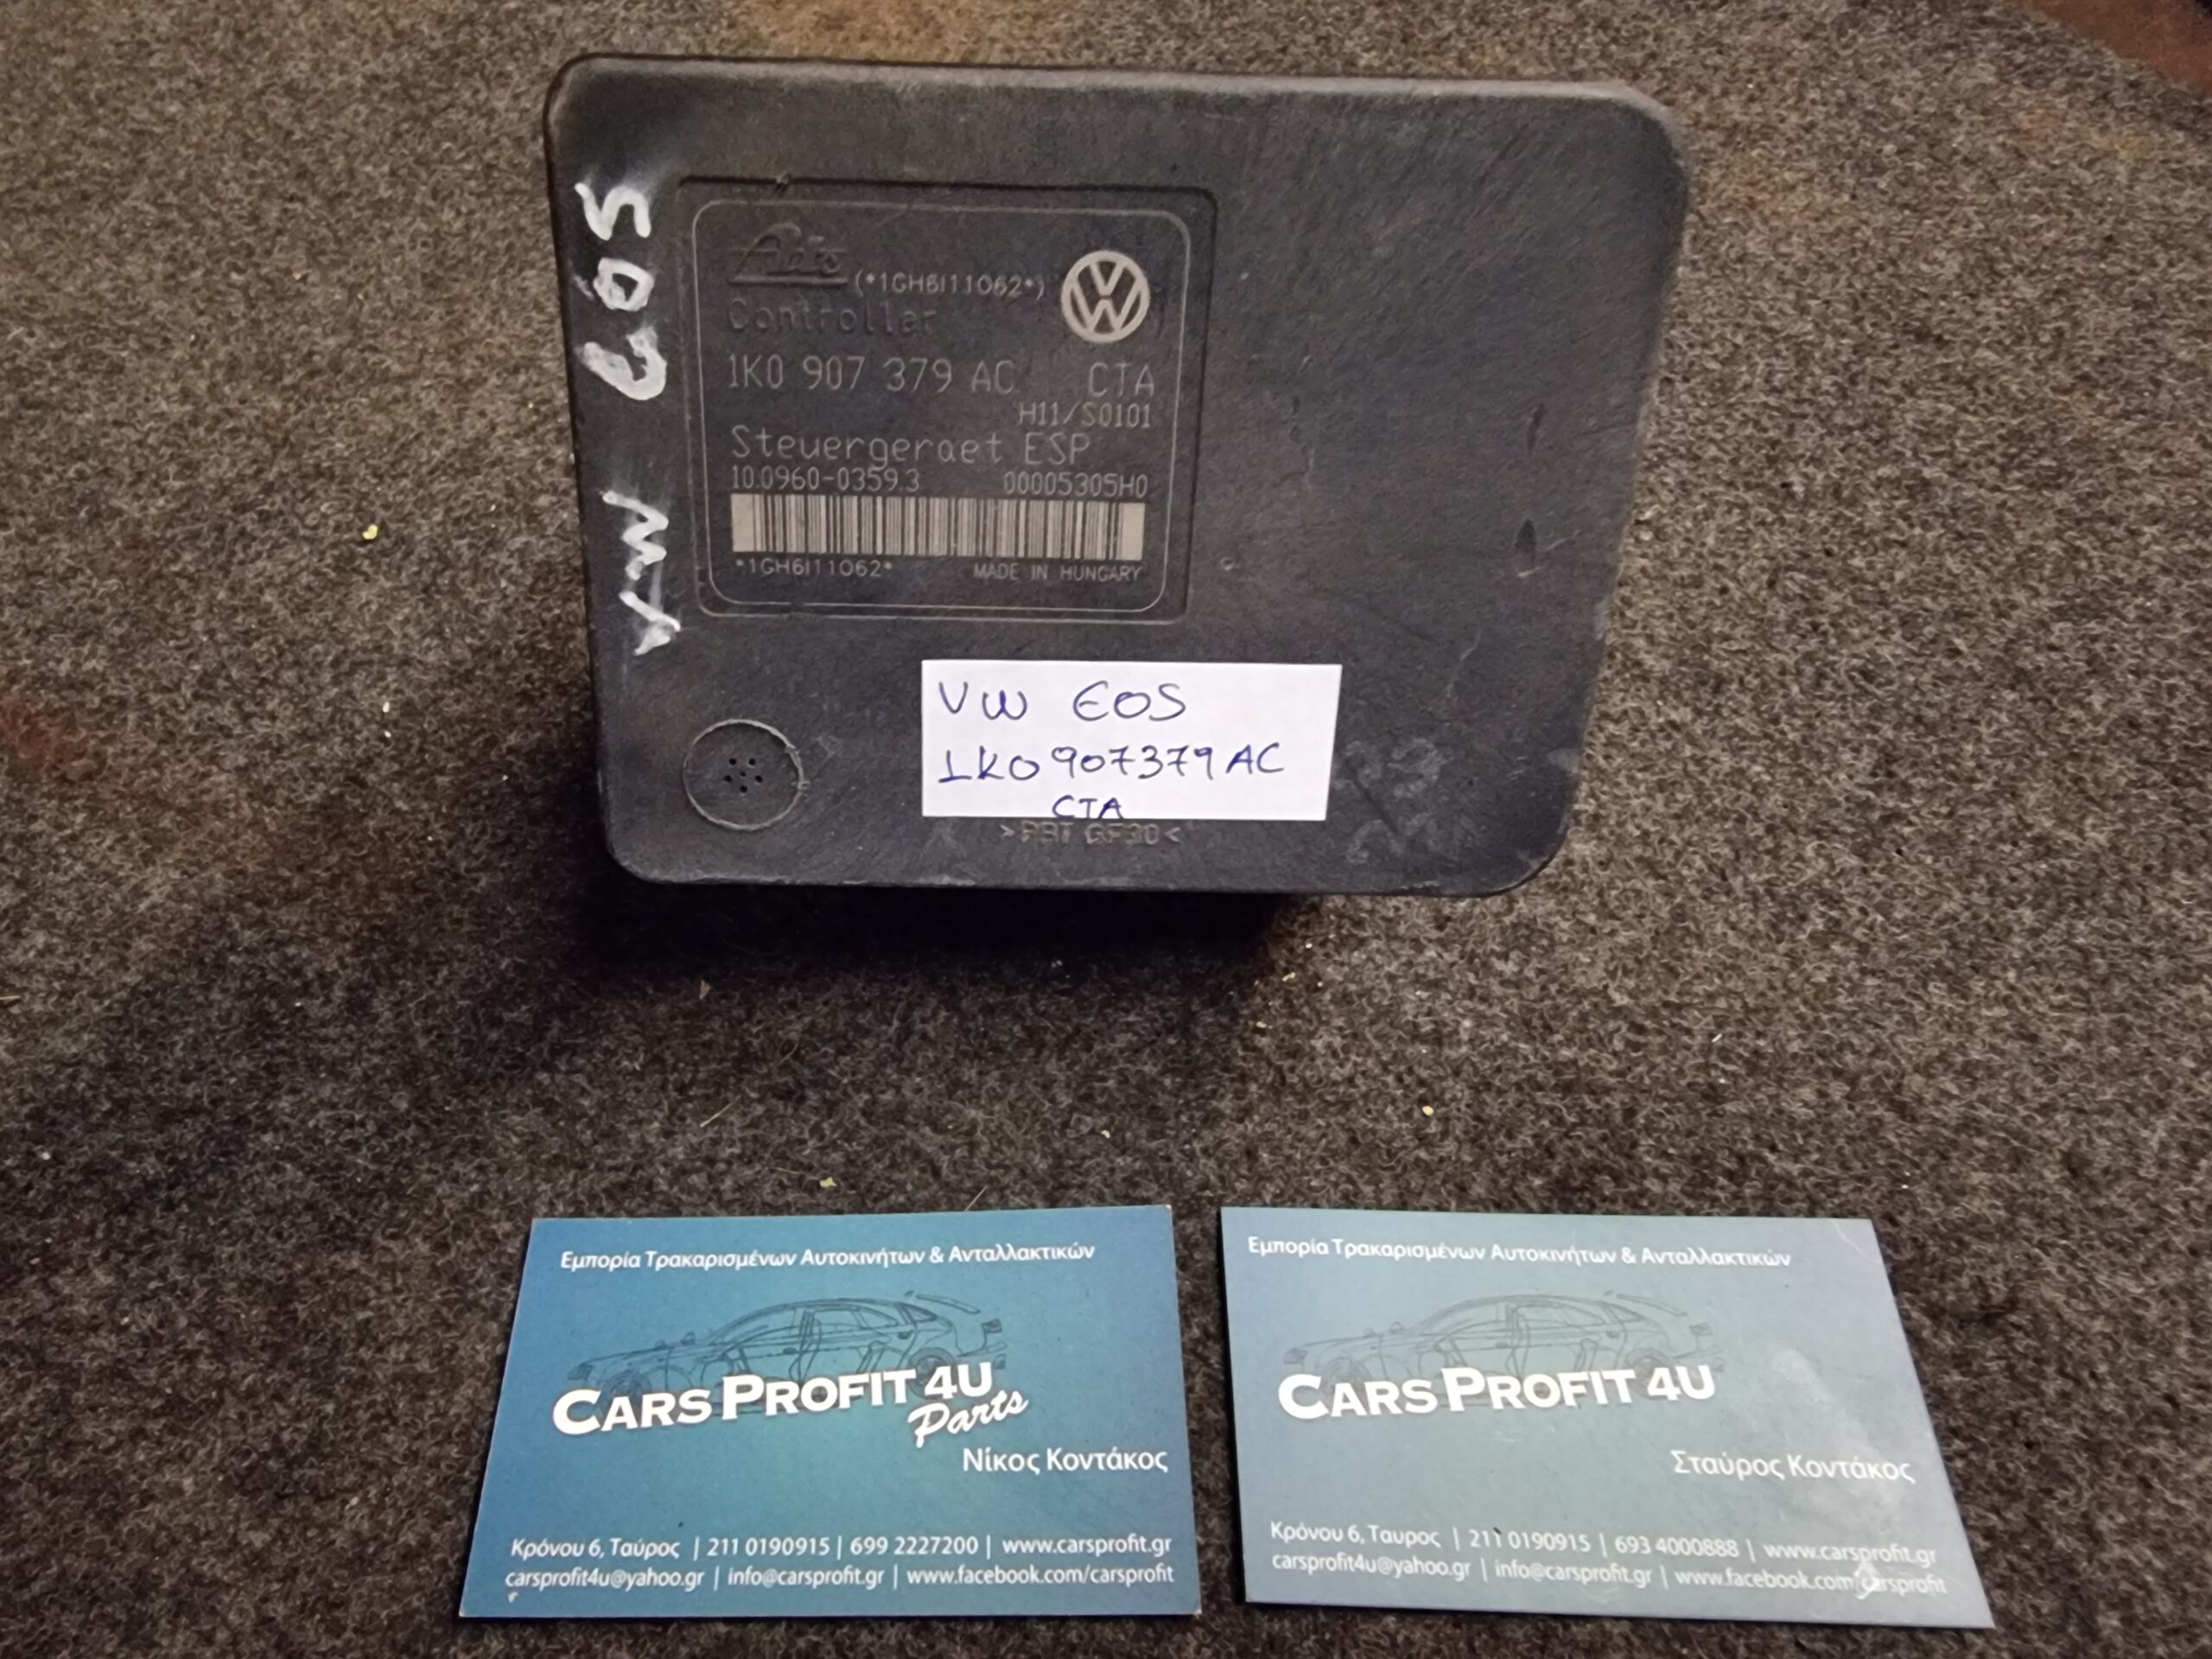 VW EOS
Ate
(*1GH6I11062*)
Controller
1K0 907 379 AC CTA
H11/S0101
Steuergeraet ESP
10.0960-0359.3 00005305H0
*1GH6I11062* MADE IN HUNGARY
VW EOS
1K0907379AC
CTA
>PBT GF30<
Εμπορία Τρακαρισμένων Αυτοκινήτων & Ανταλλακτικών
CARS PROFIT 4U
Parts
Νίκος Κοντάκος
Κρόνου 6, Ταύρος | 211 0190915 | 699 2227200 | www.carsprofit.gr
carsprofit4u@yahoo.gr | info@carsprofit.gr | www.facebook.com/carsprofit
Εμπορία Τρακαρισμένων Αυτοκινήτων & Ανταλλακτικών
CARS PROFIT 4U
Σταύρος Κοντάκος
Κρόνου 6, Ταυρος | 211 0190915 | 693 4000888 | www.carsprofit.gr
carsprofit4u@yahoo.gr | info@carsprofit.gr | www.facebook.com/carsprofit